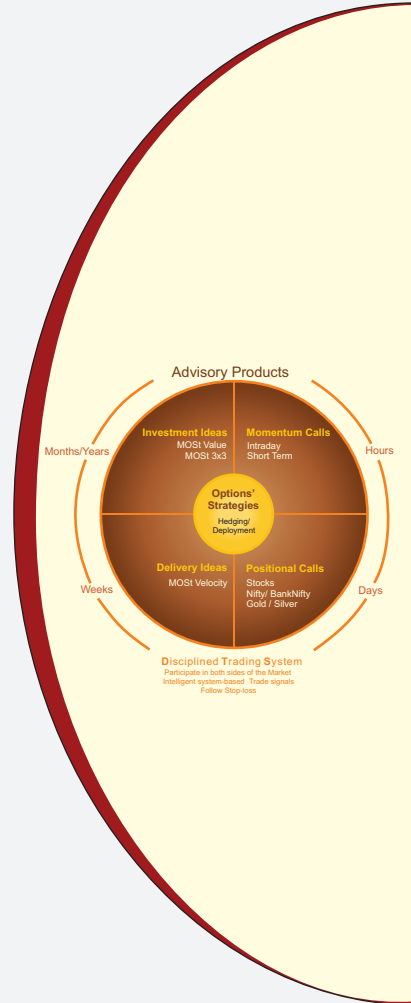 Advisory Products
Investment Ideas
MOSt Value
MOSt 3x3
Momentum Calls
Intraday
Short Term
Months/Years
Hours
Options'
Strategies
Hedging/
Deployment
Delivery Ideas
MOSt Velocity
Positional Calls
Stocks
Nifty/ BankNifty
Gold / Silver
Weeks
Days
Disciplined Trading System
Participate in both sides of the Market
Intelligent system-based Trade signals
Follow Stop-loss